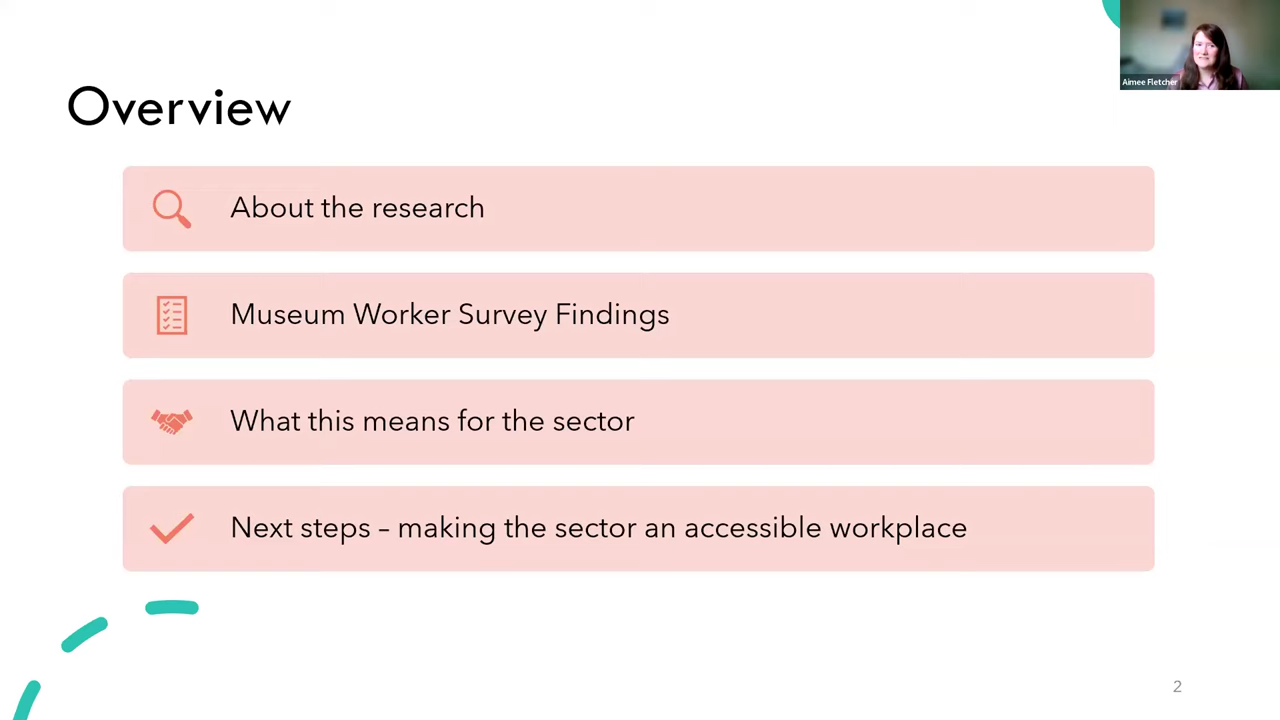 Aimee Fletcher
Overview
About the research
Museum Worker Survey Findings
What this means for the sector
Next steps – making the sector an accessible workplace
2